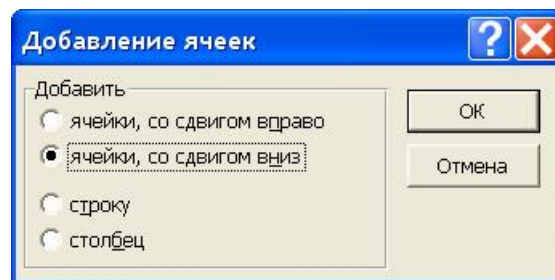 Добавление ячеек
Добавить
ячейки, со сдвигом вправо
ячейки, со сдвигом вниз
строку
столбец
ОК
Отмена